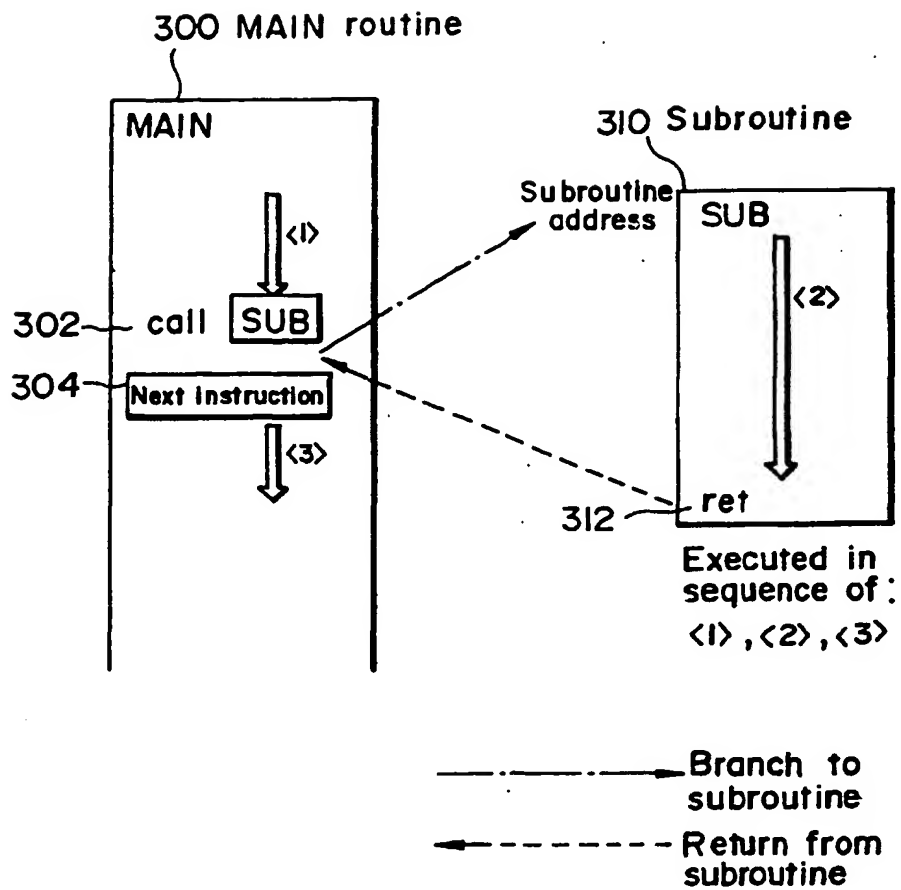 300 MAIN routine
MAIN
310 Subroutine
Subroutine
address
SUB
<1>
<2>
302 call SUB
304 Next instruction
<3>
312 ret
Executed in
sequence of :
<1>, <2>, <3>
Branch to
subroutine
Return from
subroutine